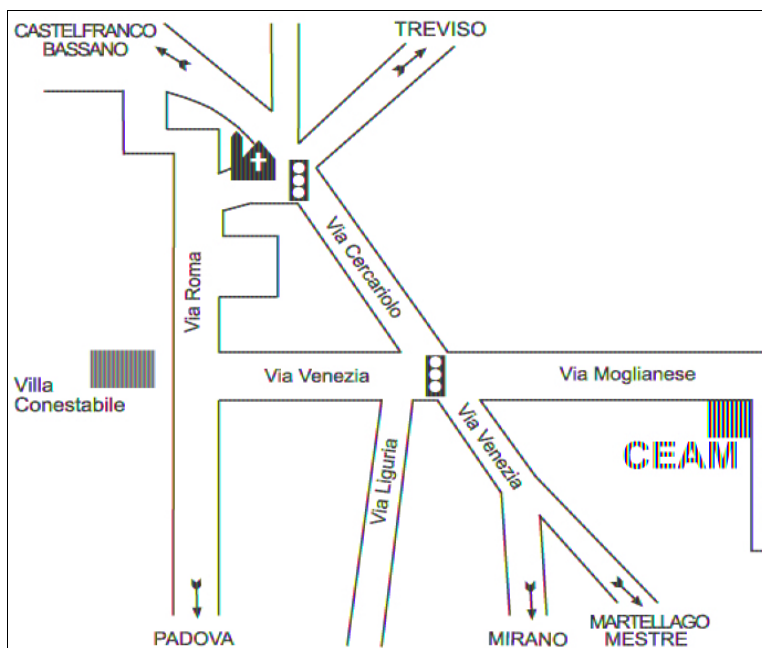 CASTELFRANCO
BASSANO
TREVISO
Via Cercariolo
Via Roma
Via Venezia
Via Moglianese
Villa
Conestabile
CEAM
Via Venezia
Via Liguria
PADOVA
MIRANO
MARTELLAGO
MESTRE